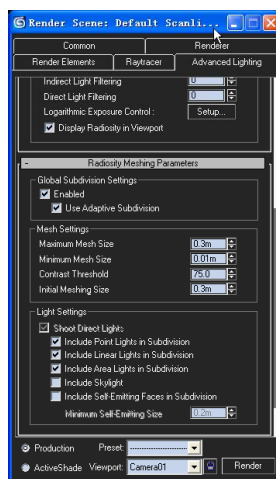 Render Scene: Default Scanli...
Common Renderer
Render Elements Raytracer Advanced Lighting
Indirect Light Filtering 0
Direct Light Filtering 0
Logarithmic Exposure Control : Setup...
Display Radiosity in Viewport
- Radiosity Meshing Parameters
Global Subdivision Settings
Enabled
Use Adaptive Subdivision
Mesh Settings
Maximum Mesh Size 0.3m
Minimum Mesh Size 0.01m
Contrast Threshold 75.0
Initial Meshing Size 0.3m
Light Settings
Shoot Direct Lights
Include Point Lights in Subdivision
Include Linear Lights in Subdivision
Include Area Lights in Subdivision
Include Skylight
Include Self-Emitting Faces in Subdivision
Minimum Self-Emitting Size 0.2m
Production Preset: --------------------
ActiveShade Viewport: Camera01 Render